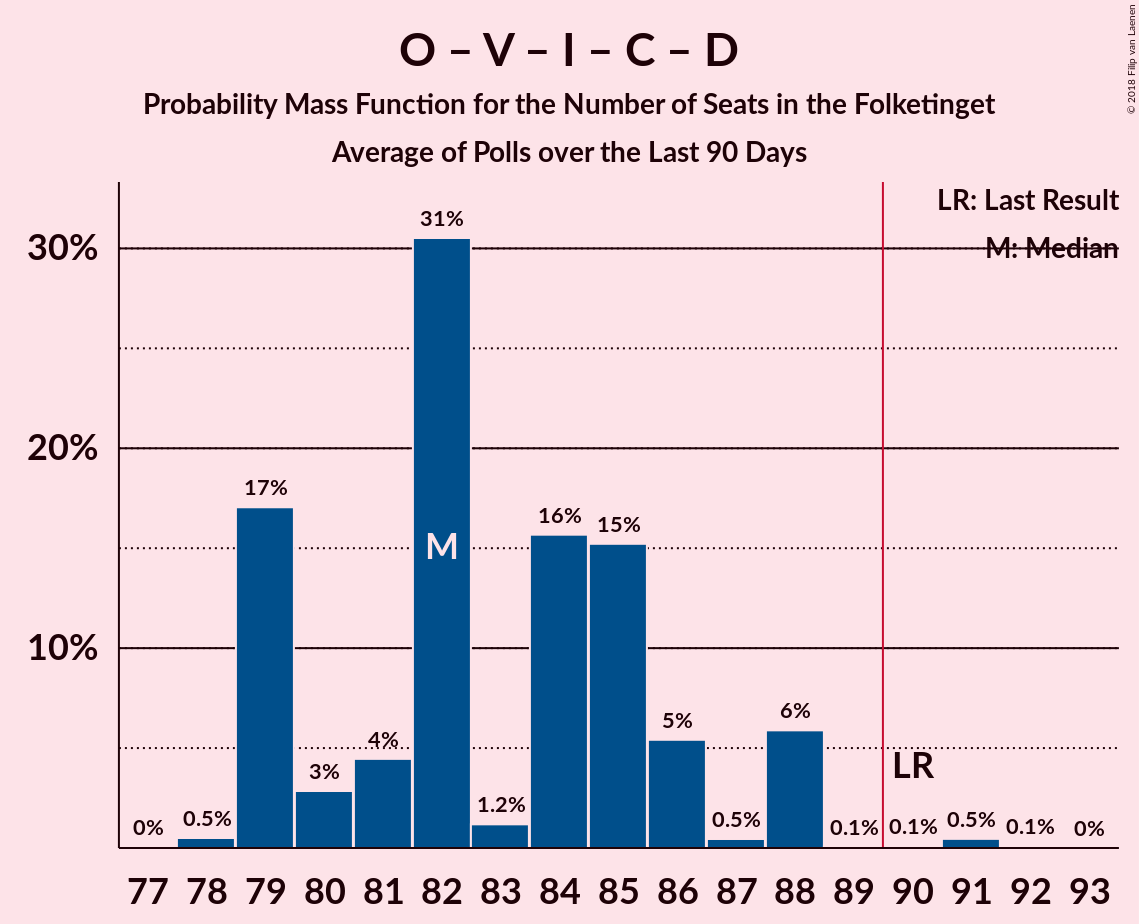 O – V – I – C – D
Probability Mass Function for the Number of Seats in the Folketinget
Average of Polls over the Last 90 Days
© 2018 Filip van Laenen
LR: Last Result
M: Median
30%
20%
10%
0%
0.5%
17%
3%
4%
31%
M
1.2%
16%
15%
5%
0.5%
6%
0.1%
LR
0.1%
0.5%
0.1%
0%
77 78 79 80 81 82 83 84 85 86 87 88 89 90 91 92 93